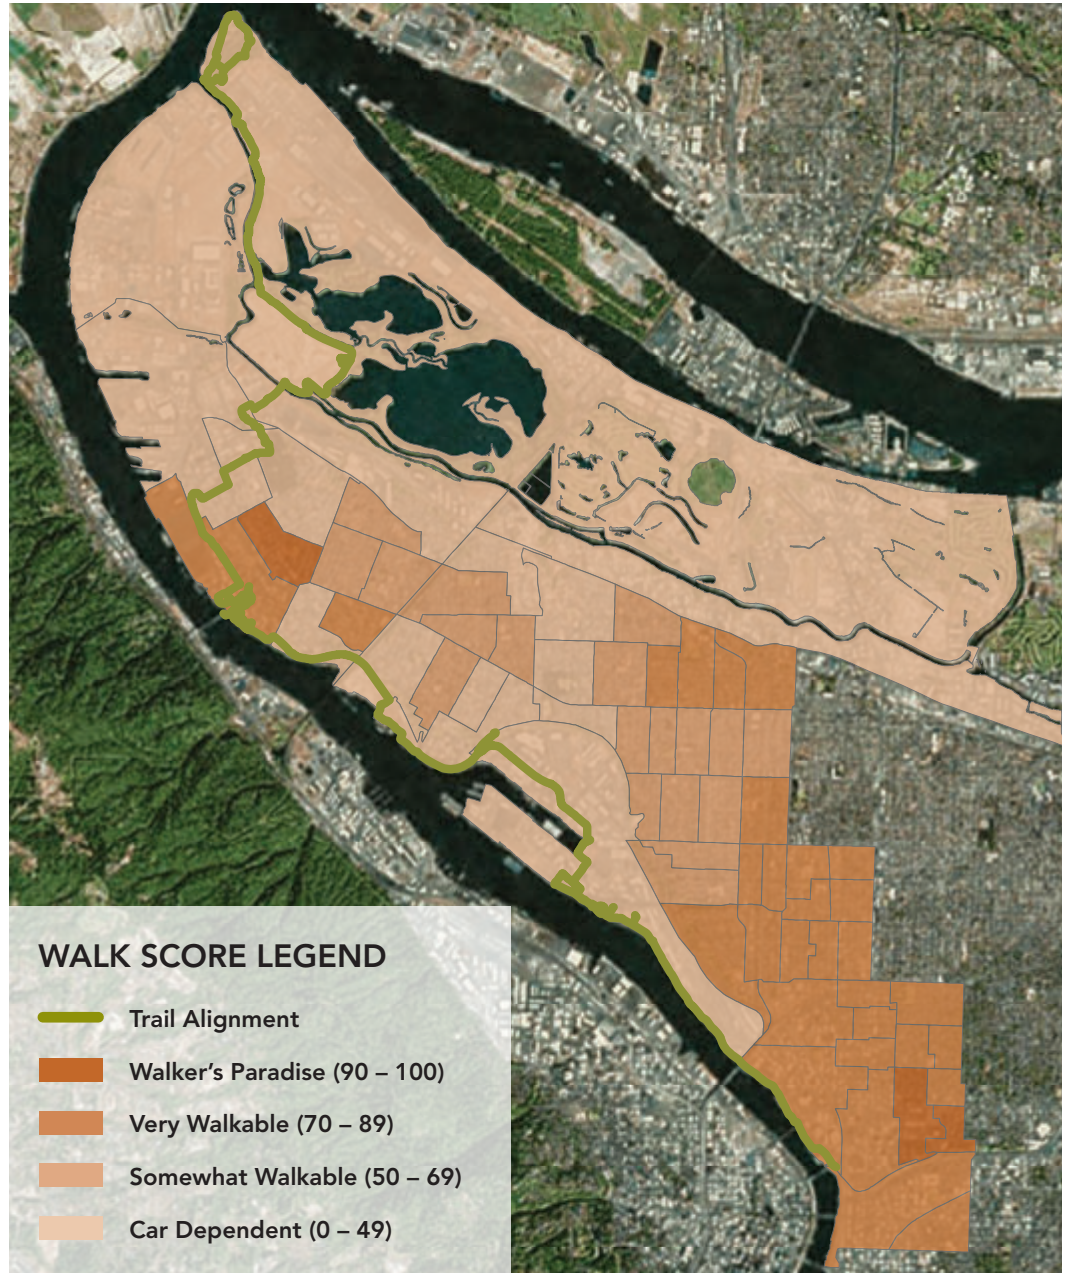 WALK SCORE LEGEND
Trail Alignment
Walker’s Paradise (90 – 100)
Very Walkable (70 – 89)
Somewhat Walkable (50 – 69)
Car Dependent (0 – 49)